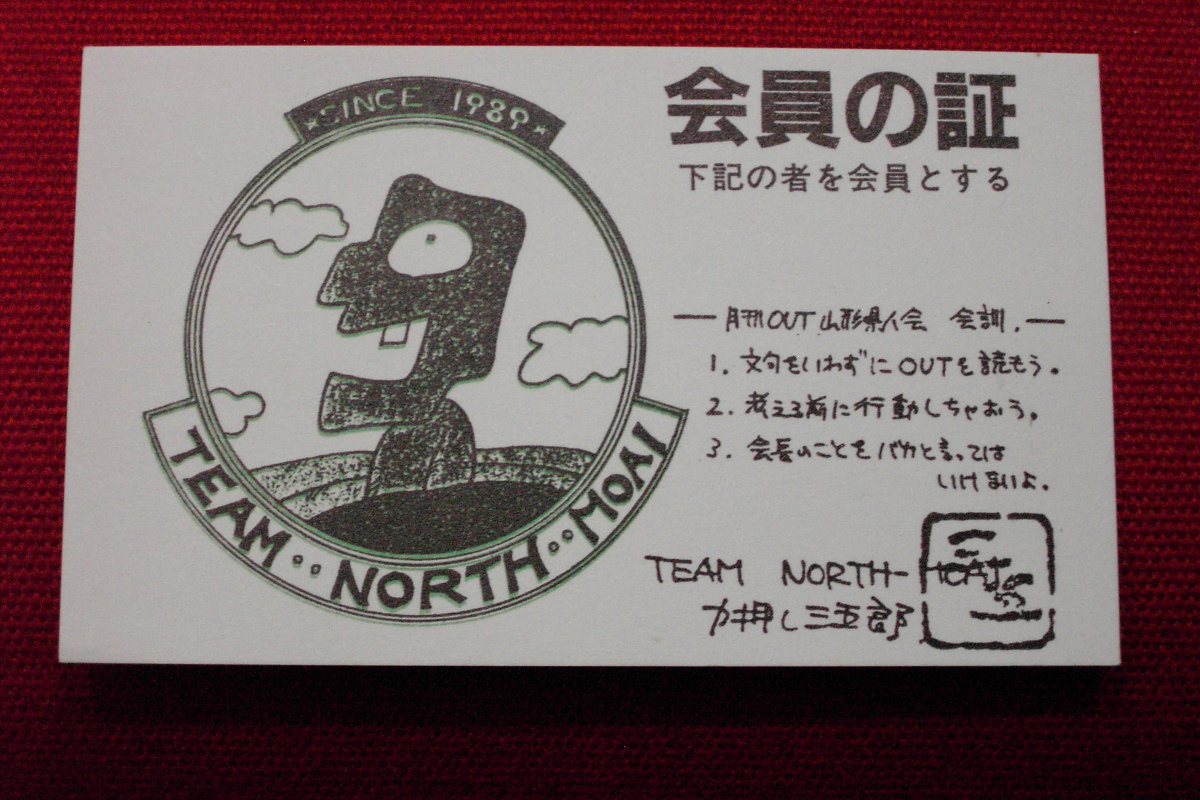 ★SINCE 1989★
TEAM・・NORTH・・MOAI
会員の証
下記の者を会員とする
― 月刊OUT 山形県人会 会訓. ―
1. 文句をいわずにOUTを読もう。
2. 考える前に行動しちゃおう。
3. 会長のことをバカと言っては
いけまいよ.
TEAM NORTH-MOAI
力押し三五郎